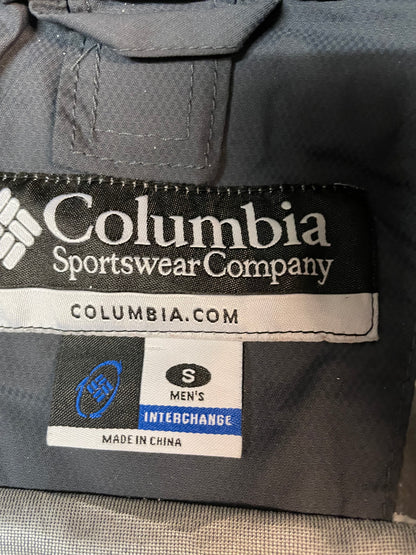 Columbia
Sportswear Company
COLUMBIA.COM
S
MEN'S
INTERCHANGE
MADE IN CHINA